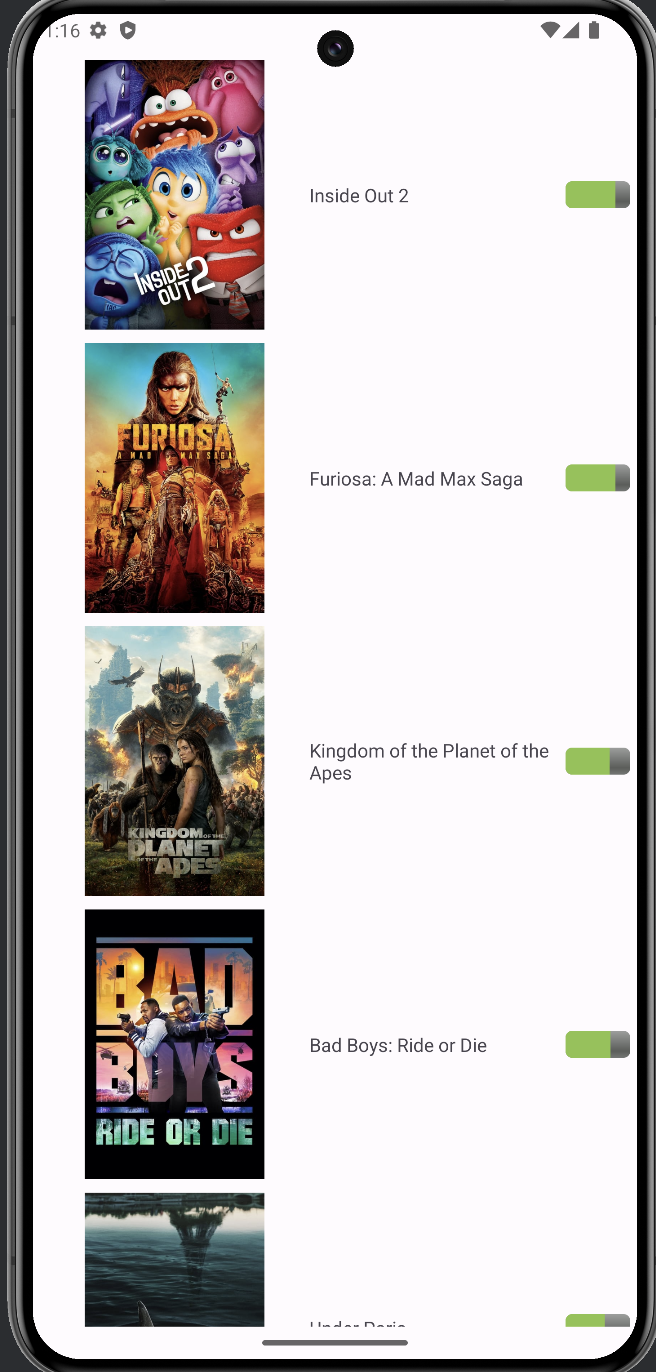 1:16
INSIDE
OUT 2
Inside Out 2
FURIOSA
A MAD MAX SAGA
Furiosa: A Mad Max Saga
KINGDOM OF THE
PLANET
OF THE APES
Kingdom of the Planet of the
Apes
BAD
BOYS
RIDE OR DIE
Bad Boys: Ride or Die
Under Paris